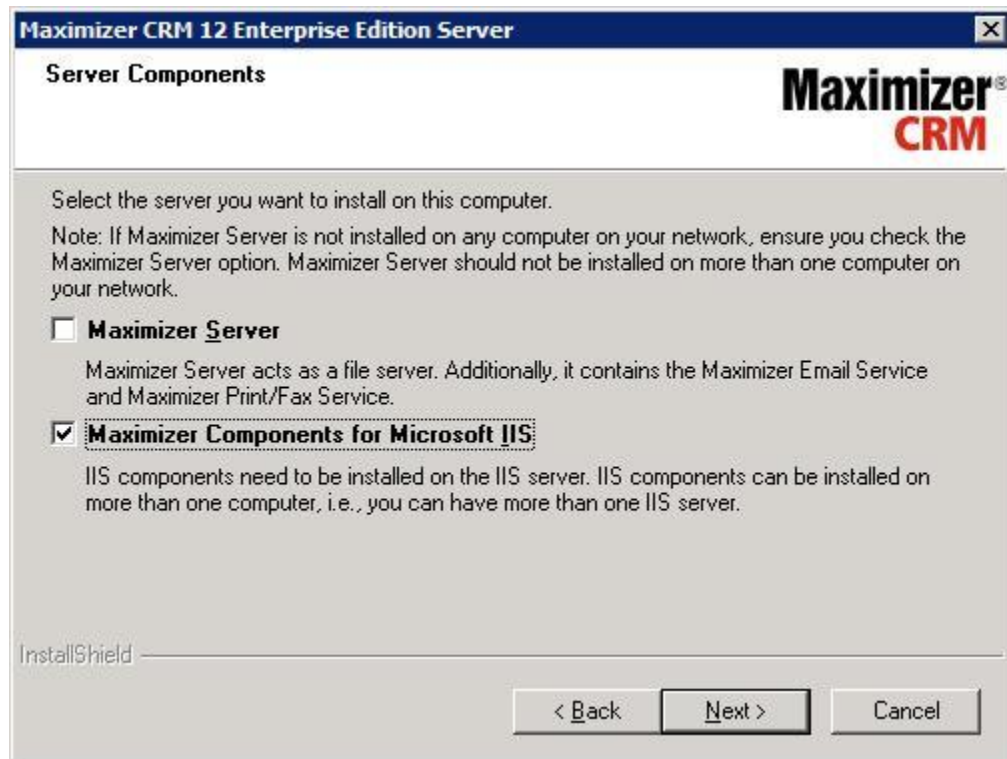 Maximizer CRM 12 Enterprise Edition Server
Server Components
Maximizer®
CRM
Select the server you want to install on this computer.
Note: If Maximizer Server is not installed on any computer on your network, ensure you check the
Maximizer Server option. Maximizer Server should not be installed on more than one computer on
your network.
Maximizer Server
Maximizer Server acts as a file server. Additionally, it contains the Maximizer Email Service
and Maximizer Print/Fax Service.
Maximizer Components for Microsoft IIS
IIS components need to be installed on the IIS server. IIS components can be installed on
more than one computer, i.e., you can have more than one IIS server.
InstallShield
< Back
Next >
Cancel